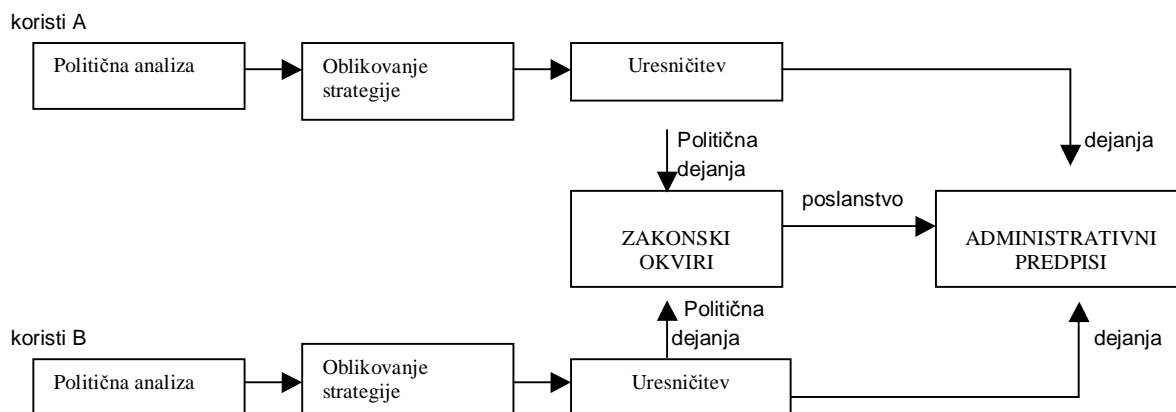 koristi A
Politična analiza
Oblikovanje
strategije
Uresničitev
Politična
dejanja
dejanja
poslanstvo
ZAKONSKI
OKVIRI
ADMINISTRATIVNI
PREDPISI
Politična
dejanja
dejanja
koristi B
Politična analiza
Oblikovanje
strategije
Uresničitev